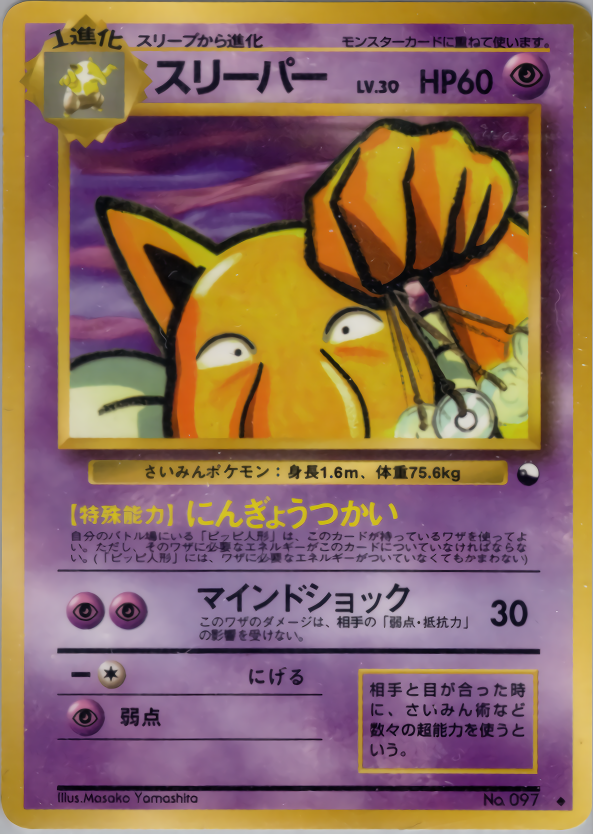 1進化 スリープから進化 モンスターカードに重ねて使います。
スリーパー LV.30 HP60
さいみんポケモン:身長1.6m、体重75.6kg
【特殊能力】にんぎょうつかい
自分のバトル場にいる「ピッピ人形」は、このカードが持っているワザを使ってよ
い。ただし、そのワザに必要なエネルギーがこのカードについていなければならな
い。(「ピッピ人形」には、ワザに必要なエネルギーがついていなくてもかまわない)
マインドショック 30
このワザのダメージは、相手の「弱点・抵抗力」
の影響を受けない。
ー にげる
弱点
相手と目が合った時
に、さいみん術など
数々の超能力を使うと
いう。
Illus.Masako Yamashita No. 097